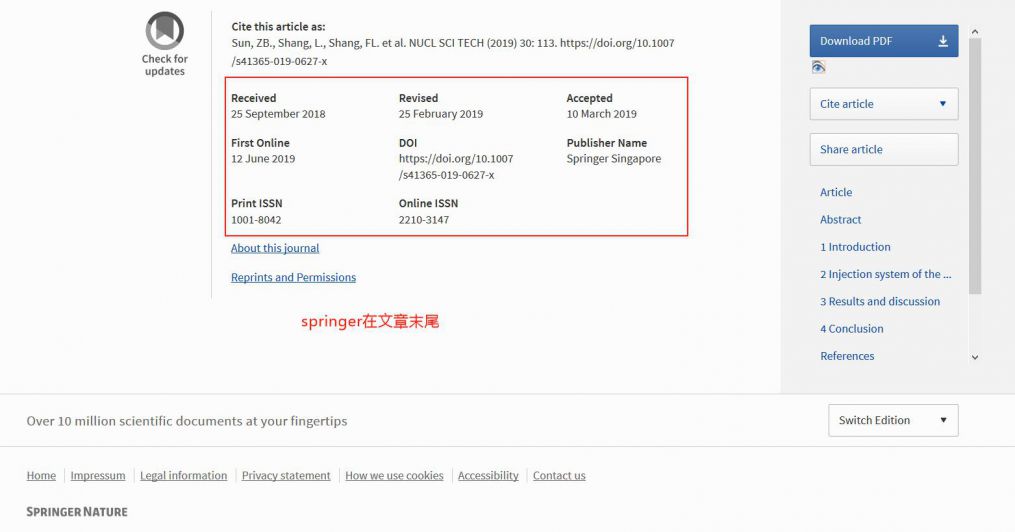 Check for
updates
Cite this article as:
Sun, ZB., Shang, L., Shang, FL. et al. NUCL SCI TECH (2019) 30: 113. https://doi.org/10.1007
/s41365-019-0627-x
Received
25 September 2018
Revised
25 February 2019
Accepted
10 March 2019
First Online
12 June 2019
DOI
https://doi.org/10.1007
/s41365-019-0627-x
Publisher Name
Springer Singapore
Print ISSN
1001-8042
Online ISSN
2210-3147
About this journal
Reprints and Permissions
springer在文章末尾
Download PDF
Cite article
Share article
Article
Abstract
1 Introduction
2 Injection system of the ...
3 Results and discussion
4 Conclusion
References
Over 10 million scientific documents at your fingertips
Switch Edition
Home
Impressum
Legal information
Privacy statement
How we use cookies
Accessibility
Contact us
SPRINGER NATURE